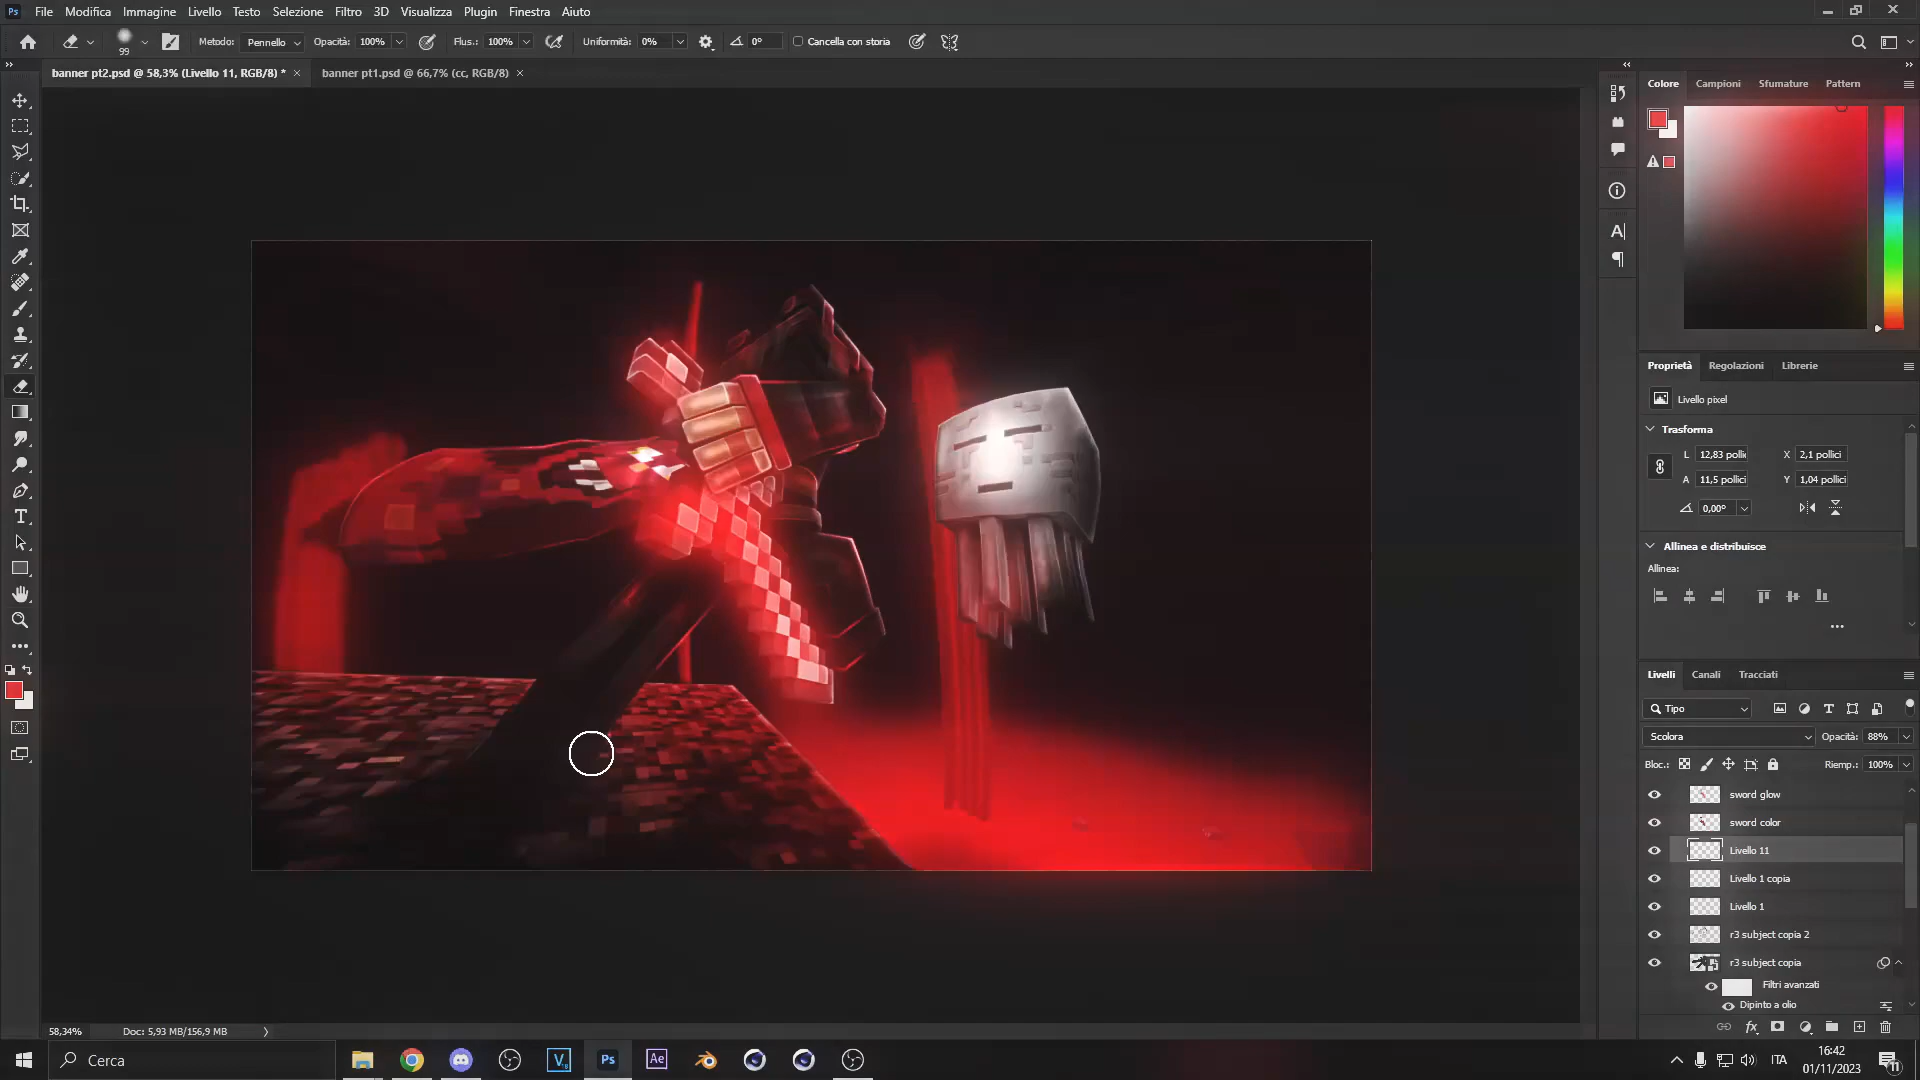 File Modifica Immagine Livello Testo Selezione Filtro 3D Visualizza Plugin Finestra Aiuto
99 Metodo: Pennello Opacità: 100% Flus.: 100% Uniformità: 0% 0° Cancella con storia
banner pt2.psd @ 58,3% (Livello 11, RGB/8) * banner pt1.psd @ 66,7% (cc, RGB/8)
Colore Campioni Sfumature Pattern
Proprietà Regolazioni Librerie
Livello pixel
Trasforma
L 12,83 polli X 2,1 pollici
A 11,5 pollici Y 1,04 pollici
0,00°
Allinea e distribuisce
Allinea:
Livelli Canali Tracciati
Tipo
Scolora Opacità: 88%
Bloc.: Riemp.: 100%
sword glow
sword color
Livello 11
Livello 1 copia
Livello 1
r3 subject copia 2
r3 subject copia
Filtri avanzati
Dipinto a olio
58,34% Doc: 5,93 MB/156,9 MB
Cerca
Ps
Ae
ITA
16:42
01/11/2023
11